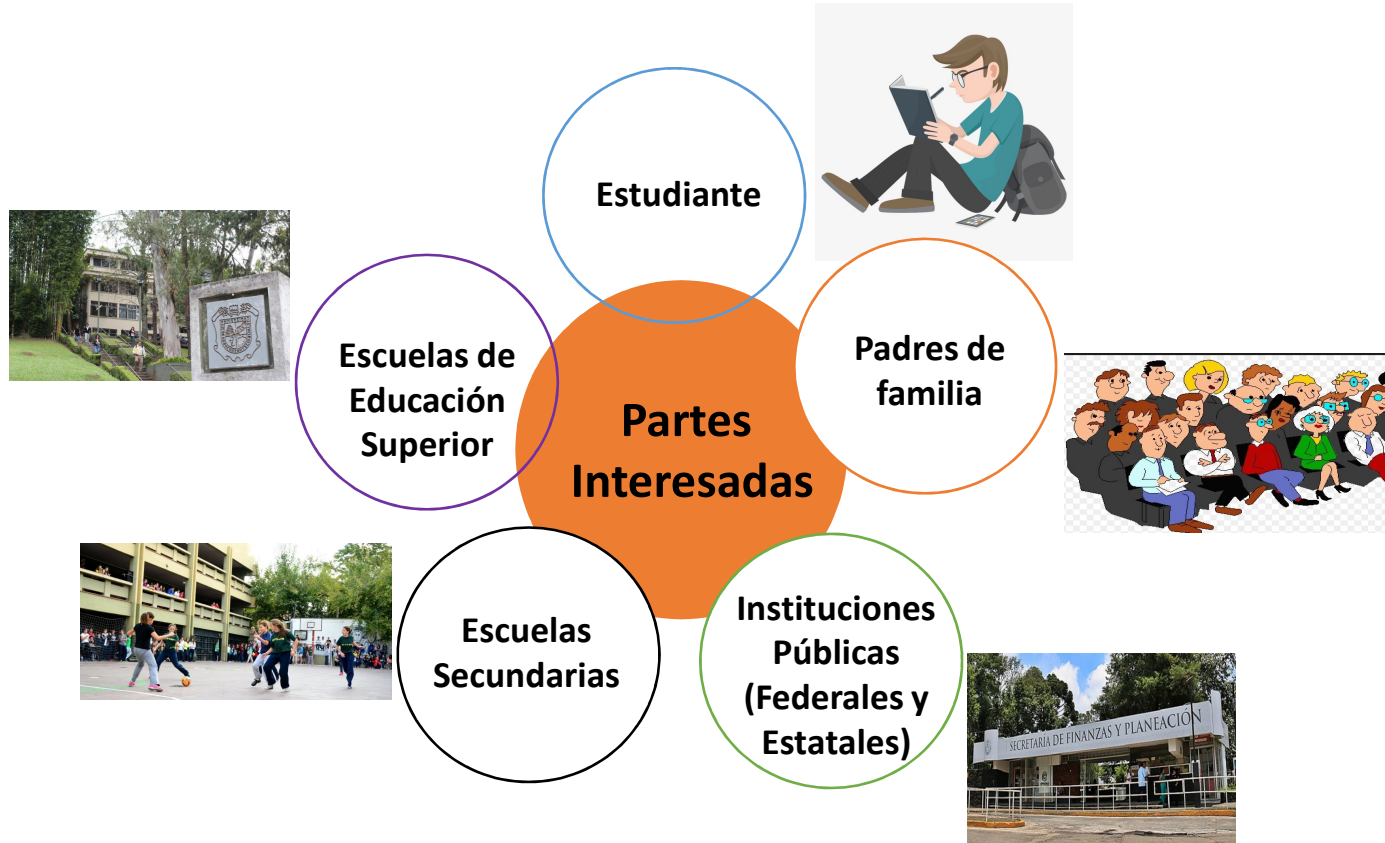 Estudiante
Padres de
familia
Escuelas de
Educación
Superior
Partes
Interesadas
Escuelas
Secundarias
Instituciones
Públicas
(Federales y
Estatales)
SECRETARÍA DE FINANZAS Y PLANEACIÓN